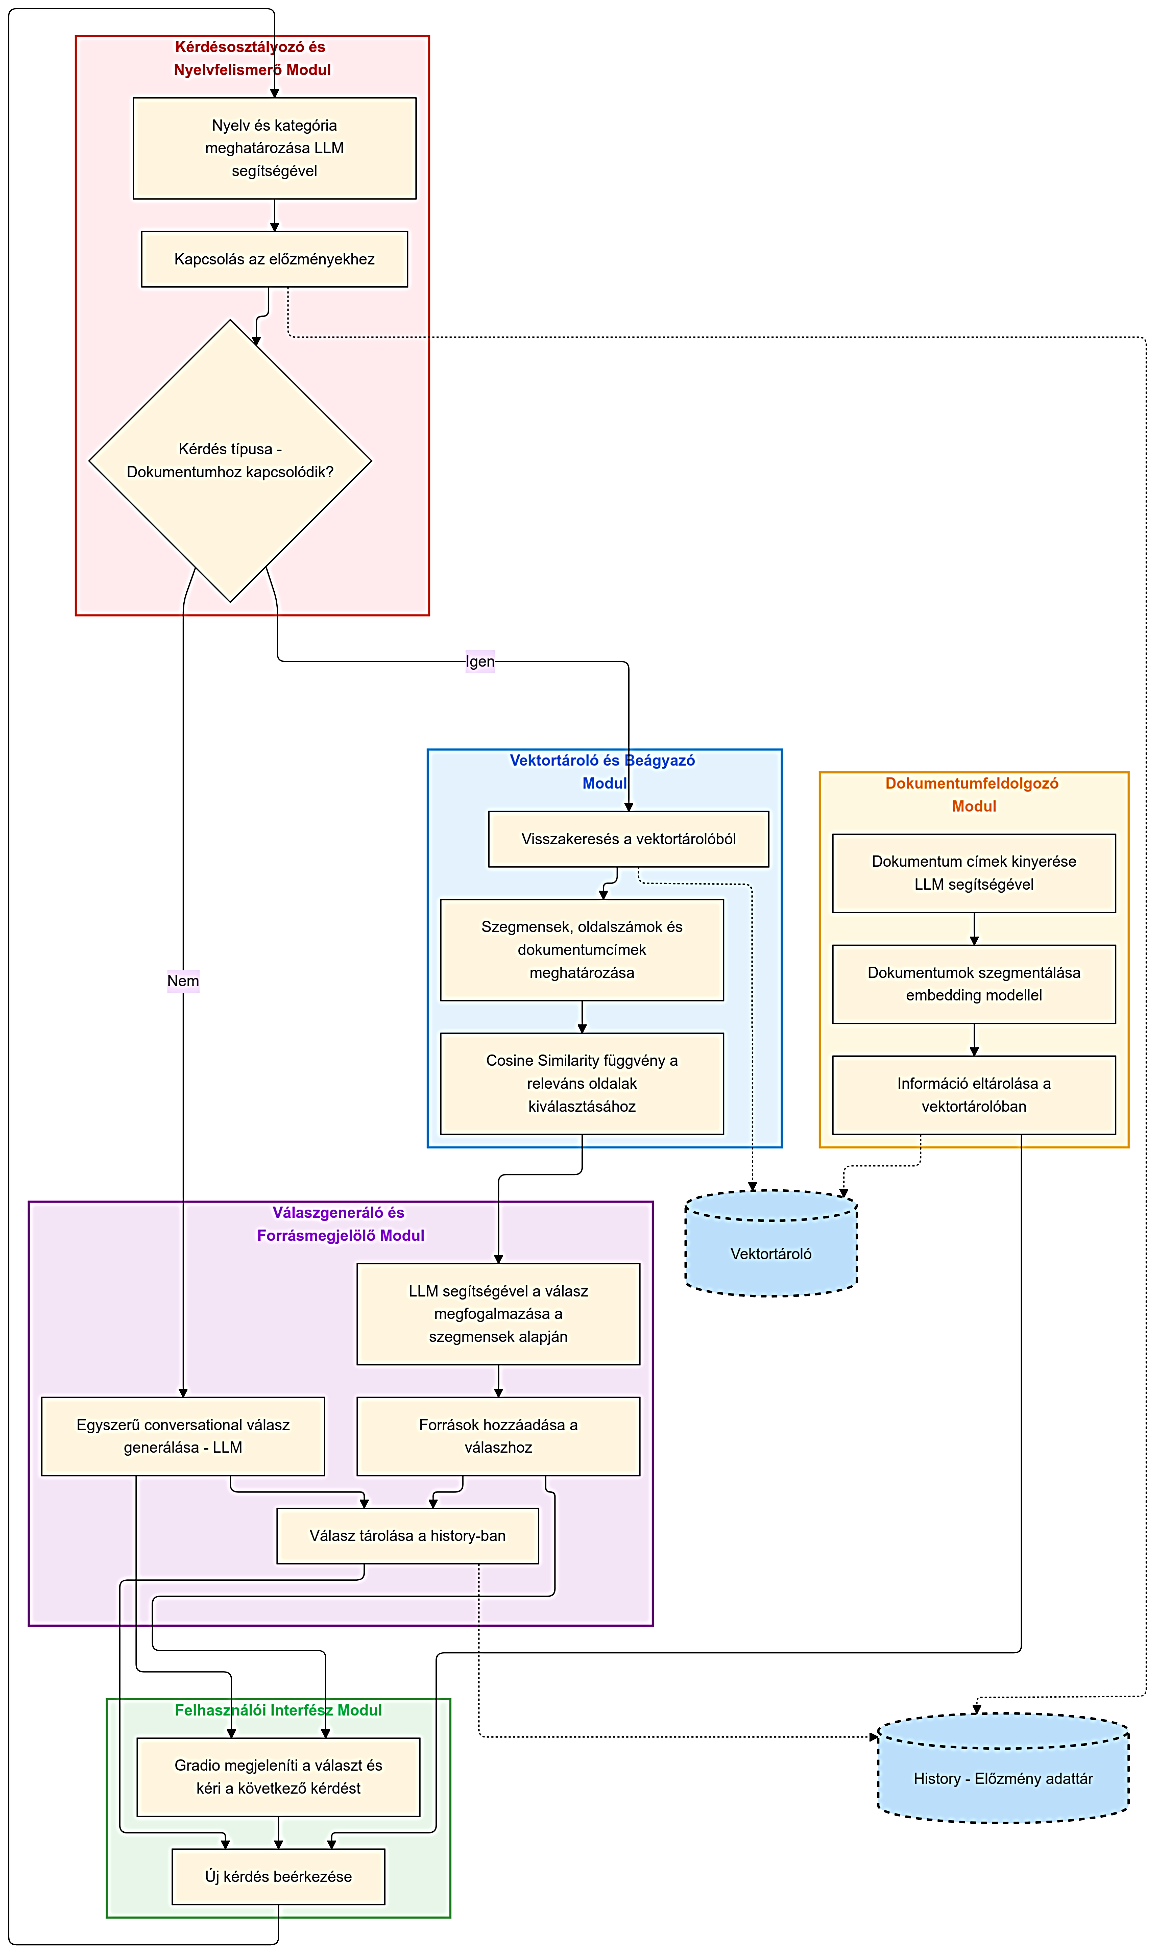 Kérdésosztályozó és
Nyelvfelismerő Modul
Nyelv és kategória
meghatározása LLM
segítségével
Kapcsolás az előzményekhez
Kérdés típusa -
Dokumentumhoz kapcsolódik?
Igen
Vektortároló és Beágyazó
Modul
Visszakeresés a vektortárolóból
Szegmensek, oldalszámok és
dokumentumcímek
meghatározása
Cosine Similarity függvény a
releváns oldalak
kiválasztásához
Dokumentumfeldolgozó
Modul
Dokumentum címek kinyerése
LLM segítségével
Dokumentumok szegmentálása
embedding modellel
Információ eltárolása a
vektortárolóban
Nem
Vektortároló
Válaszgeneráló és
Forrásmegjelölő Modul
LLM segítségével a válasz
megfogalmazása a
szegmensek alapján
Egyszerű conversational válasz
generálása - LLM
Források hozzáadása a
válaszhoz
Válasz tárolása a history-ban
Felhasználói Interfész Modul
Gradio megjeleníti a választ és
kéri a következő kérdést
Új kérdés beérkezése
History - Előzmény adattár